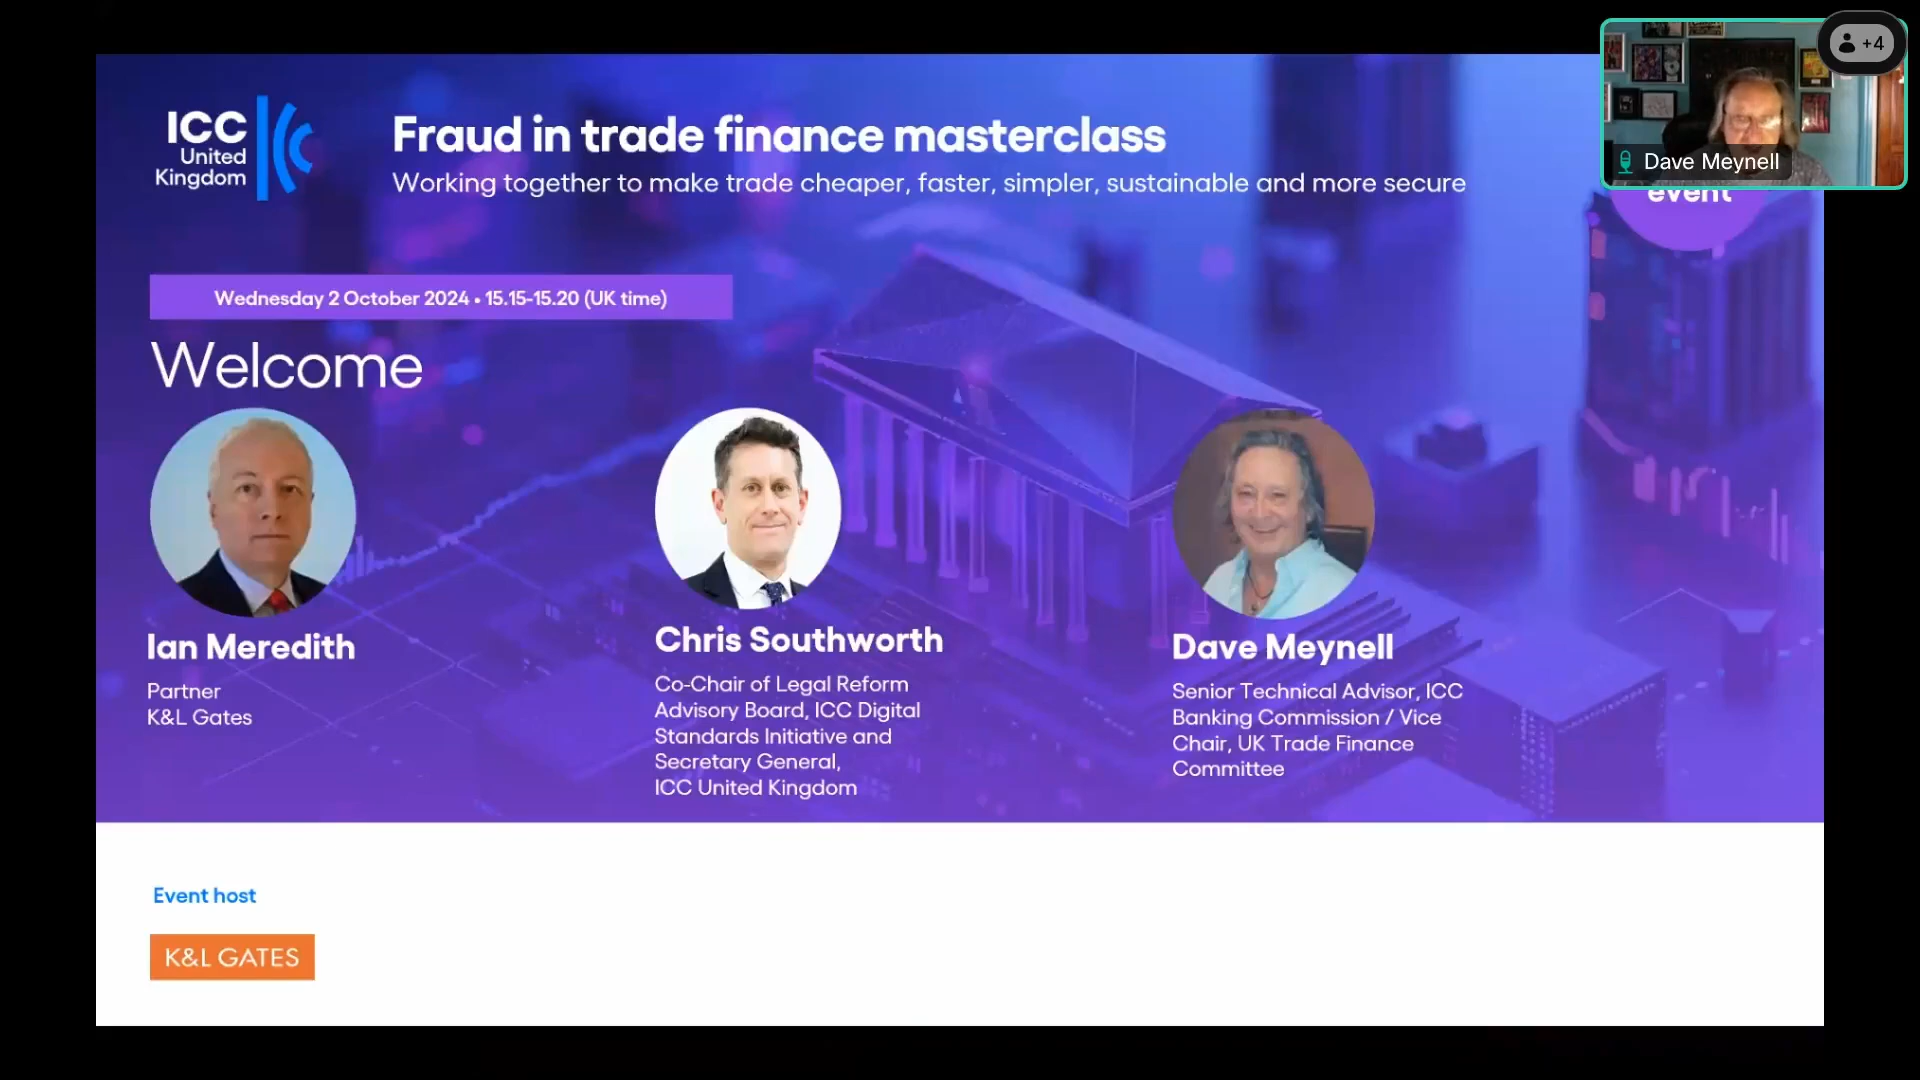 ICC
United
Kingdom
Fraud in trade finance masterclass
Working together to make trade cheaper, faster, simpler, sustainable and more secure
+4
Dave Meynell
event
Wednesday 2 October 2024 • 15.15-15.20 (UK time)
Welcome
Ian Meredith
Partner
K&L Gates
Chris Southworth
Co-Chair of Legal Reform
Advisory Board, ICC Digital
Standards Initiative and
Secretary General,
ICC United Kingdom
Dave Meynell
Senior Technical Advisor, ICC
Banking Commission / Vice
Chair, UK Trade Finance
Committee
Event host
K&L GATES